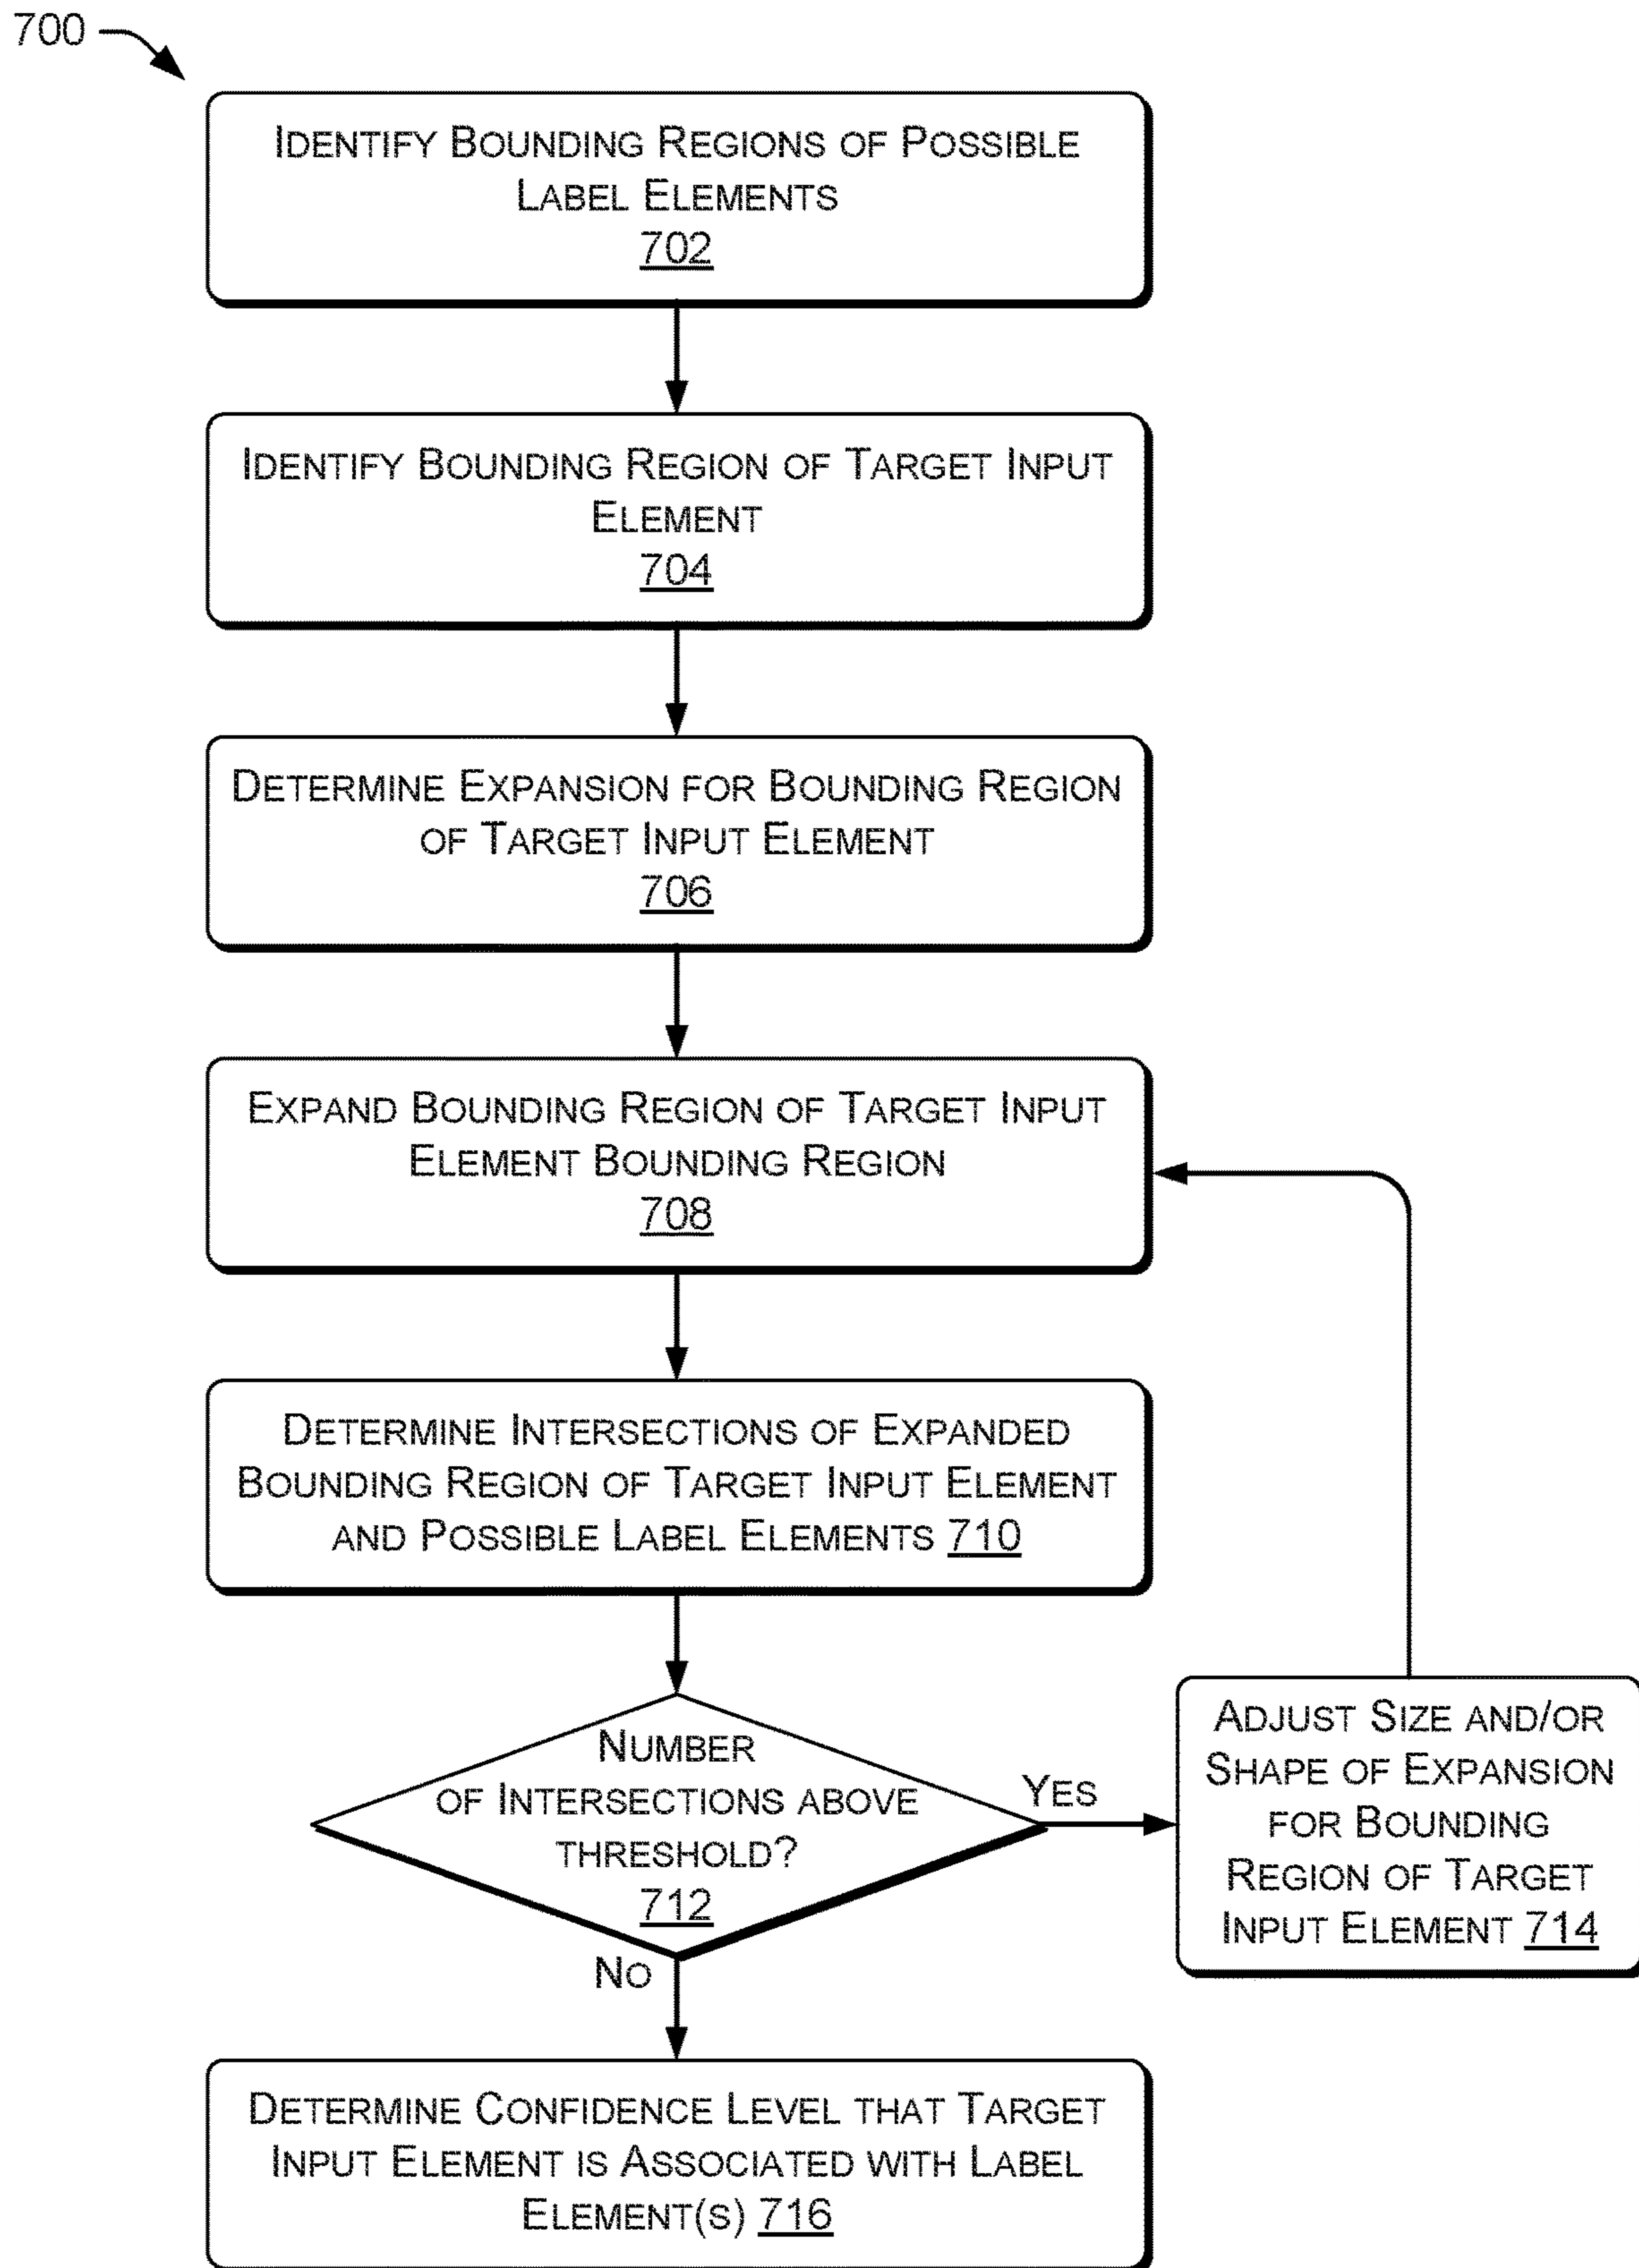 700
IDENTIFY BOUNDING REGIONS OF POSSIBLE
LABEL ELEMENTS
702
IDENTIFY BOUNDING REGION OF TARGET INPUT
ELEMENT
704
DETERMINE EXPANSION FOR BOUNDING REGION
OF TARGET INPUT ELEMENT
706
EXPAND BOUNDING REGION OF TARGET INPUT
ELEMENT BOUNDING REGION
708
DETERMINE INTERSECTIONS OF EXPANDED
BOUNDING REGION OF TARGET INPUT ELEMENT
AND POSSIBLE LABEL ELEMENTS 710
NUMBER
OF INTERSECTIONS ABOVE
THRESHOLD?
712
YES
NO
ADJUST SIZE AND/OR
SHAPE OF EXPANSION
FOR BOUNDING
REGION OF TARGET
INPUT ELEMENT 714
DETERMINE CONFIDENCE LEVEL THAT TARGET
INPUT ELEMENT IS ASSOCIATED WITH LABEL
ELEMENT(S) 716